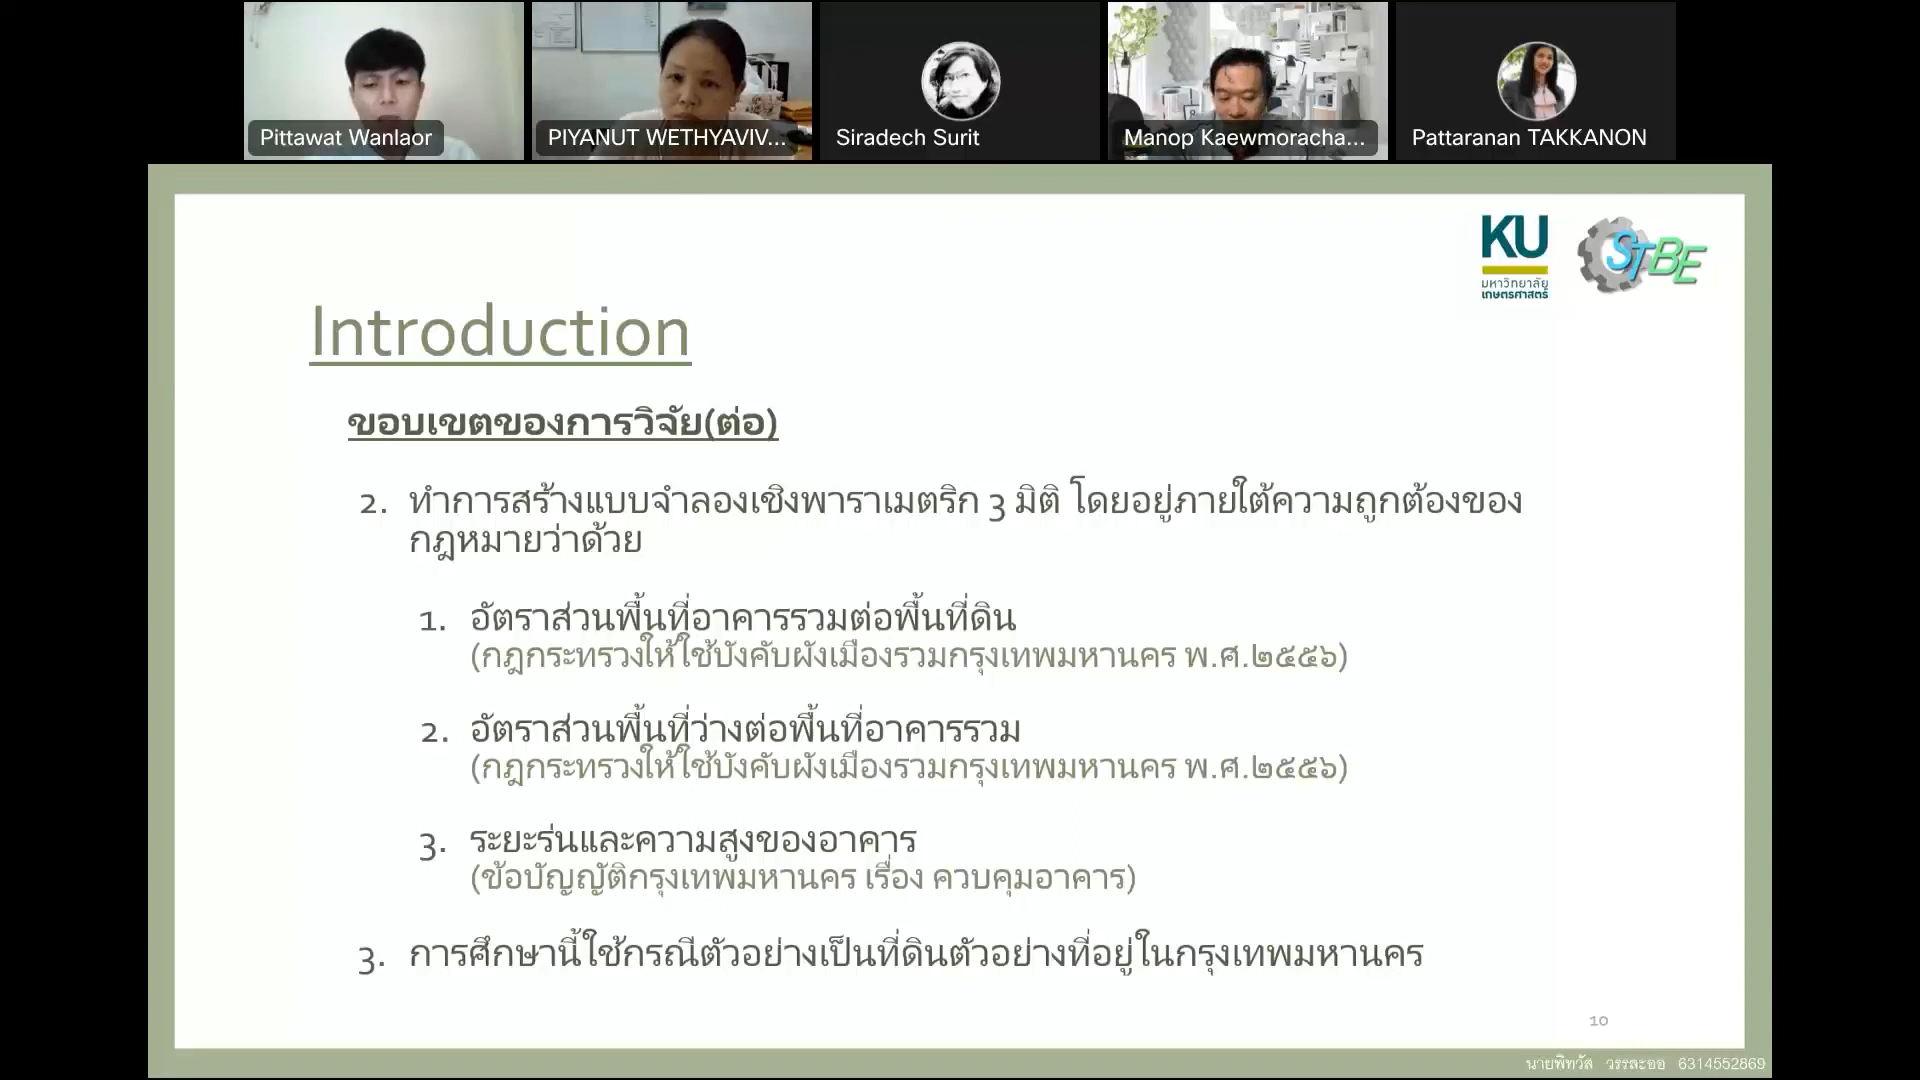 Pittawat Wanlaor
PIYANUT WETHYAVIV...
Siradech Surit
Manop Kaewmoracha...
Pattaranan TAKKANON
KU
มหาวิทยาลัย
เกษตรศาสตร์
STBE
Introduction
ขอบเขตของการวิจัย(ต่อ)
2. ทำการสร้างแบบจำลองเชิงพาราเมตริก 3 มิติ โดยอยู่ภายใต้ความถูกต้องของ
กฎหมายว่าด้วย
1. อัตราส่วนพื้นที่อาคารรวมต่อพื้นที่ดิน
(กฎกระทรวงให้ใช้บังคับผังเมืองรวมกรุงเทพมหานคร พ.ศ.๒๕๕๖)
2. อัตราส่วนพื้นที่ว่างต่อพื้นที่อาคารรวม
(กฎกระทรวงให้ใช้บังคับผังเมืองรวมกรุงเทพมหานคร พ.ศ.๒๕๕๖)
3. ระยะร่นและความสูงของอาคาร
(ข้อบัญญัติกรุงเทพมหานคร เรื่อง ควบคุมอาคาร)
3. การศึกษานี้ใช้กรณีตัวอย่างเป็นที่ดินตัวอย่างที่อยู่ในกรุงเทพมหานคร
10
นายพิทวัส วรรละออ 6314552869